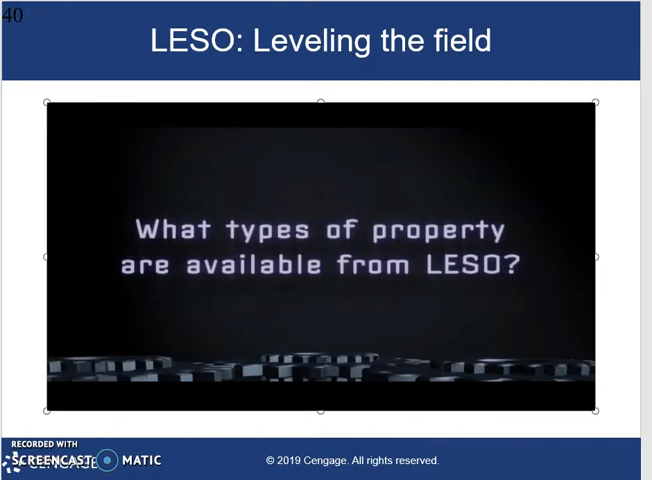 40
LESO: Leveling the field
What types of property
are available from LESO?
RECORDED WITH
SCREENCAST MATIC
CENGAGE
© 2019 Cengage. All rights reserved.